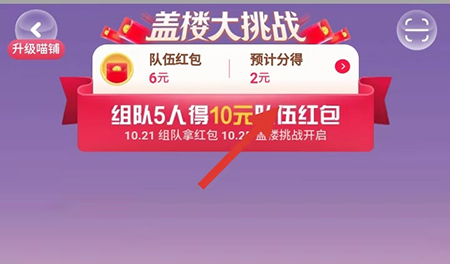 盖楼大挑战
升级喵铺
队伍红包 预计分得
6元 2元
组队5人得10元队伍红包
10.21 组队拿红包 10.2 盖楼挑战开启